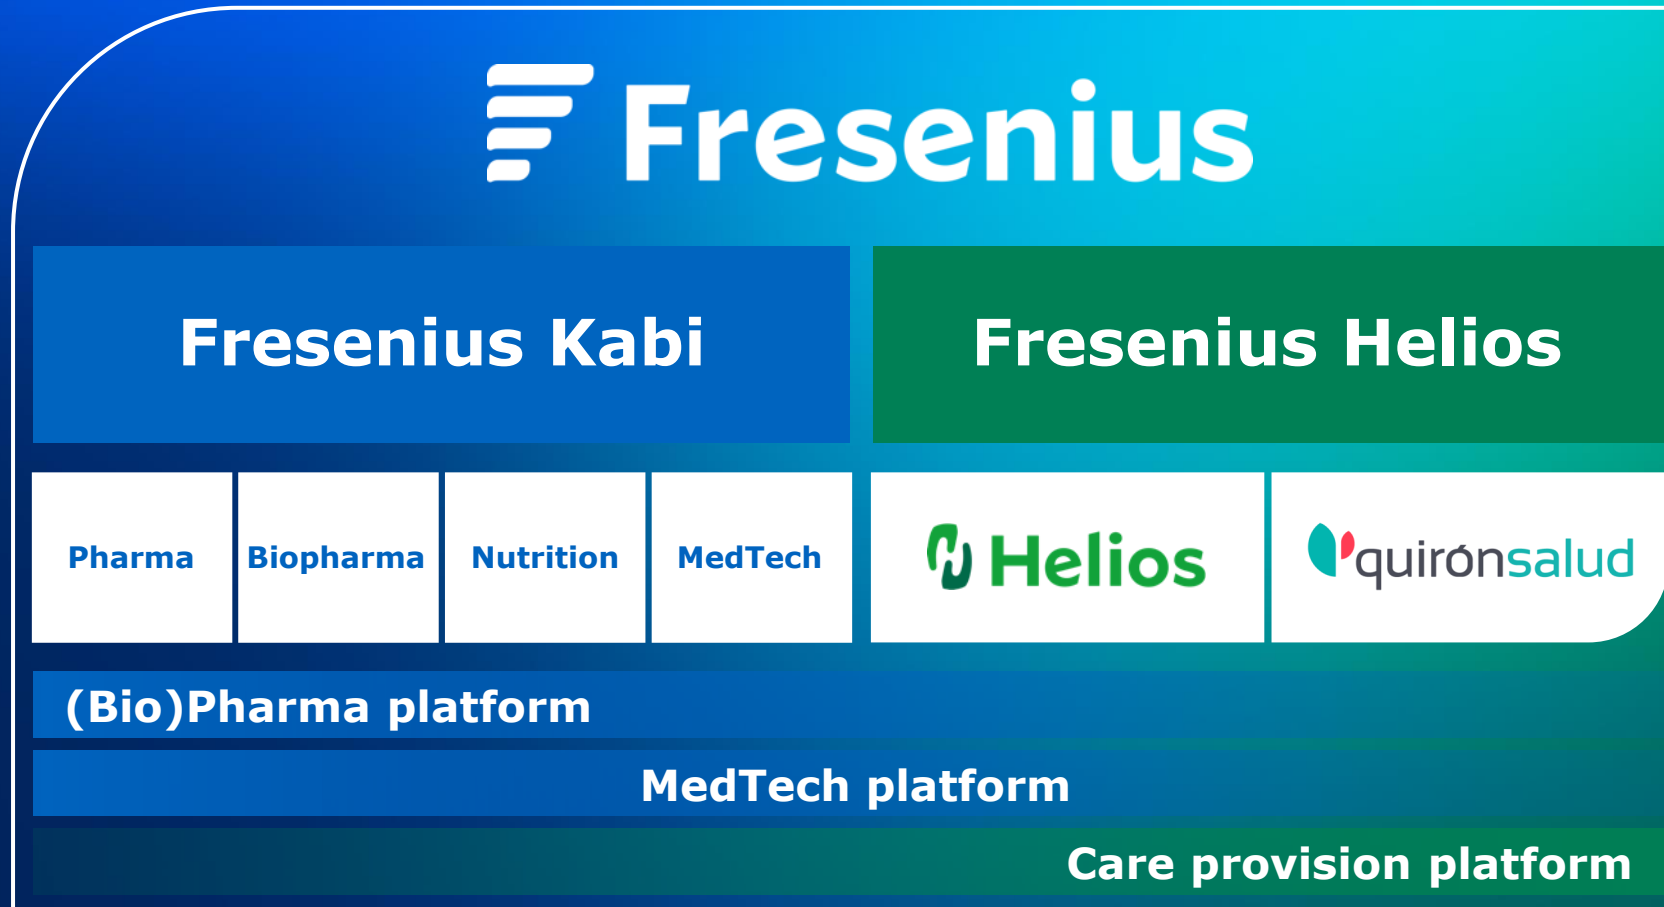 Fresenius
Fresenius Kabi
Fresenius Helios
Pharma
Biopharma
Nutrition
MedTech
Helios
quirónsalud
(Bio)Pharma platform
MedTech platform
Care provision platform